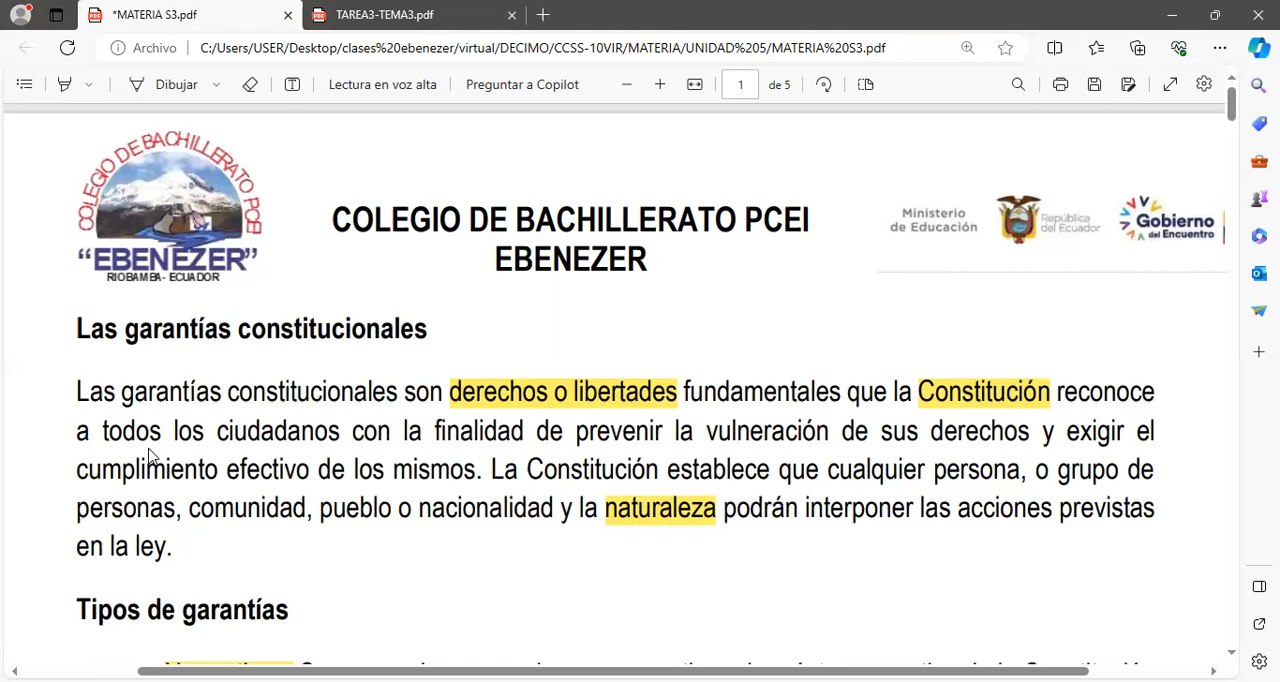 *MATERIA S3.pdf
TAREA3-TEMA3.pdf
Archivo
C:/Users/USER/Desktop/clases%20ebenezer/virtual/DECIMO/CCSS-10VIR/MATERIA/UNIDAD%205/MATERIA%20S3.pdf
Dibujar
Lectura en voz alta
Preguntar a Copilot
1
de 5
COLEGIO DE BACHILLERATO PCEI
"EBENEZER"
RIOBAMBA- ECUADOR
COLEGIO DE BACHILLERATO PCEI
EBENEZER
Ministerio
de Educación
República
del Ecuador
Gobierno
del Encuentro
Las garantías constitucionales
Las garantías constitucionales son derechos o libertades fundamentales que la Constitución reconoce
a todos los ciudadanos con la finalidad de prevenir la vulneración de sus derechos y exigir el
cumplimiento efectivo de los mismos. La Constitución establece que cualquier persona, o grupo de
personas, comunidad, pueblo o nacionalidad y la naturaleza podrán interponer las acciones previstas
en la ley.
Tipos de garantías